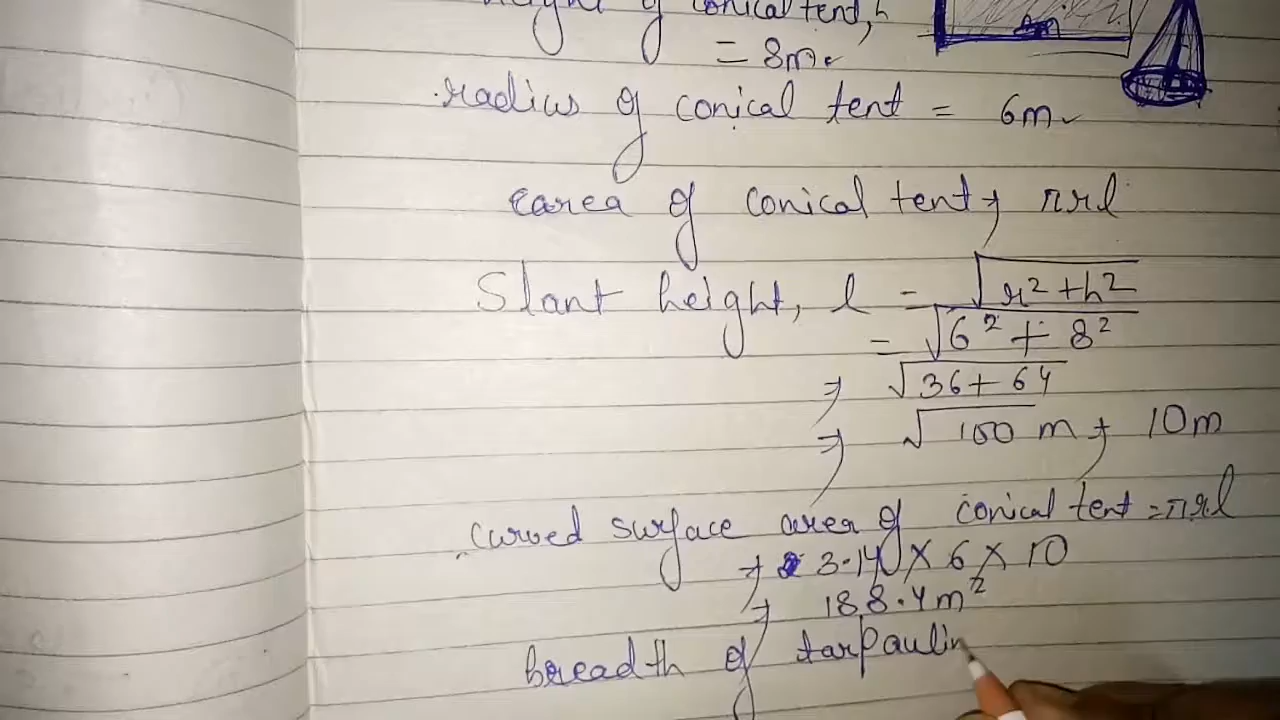 height of conical tent, h
= 8m
radius of conical tent = 6m
area of conical tent → πrl
Slant height, l = √r² + h²
= √6² + 8²
⇒ √36 + 64
⇒ √100 m ⇒ 10m
curved surface area of conical tent = πrl
⇒ 3.14 × 6 × 10
⇒ 188.4m²
breadth of tarpaulin